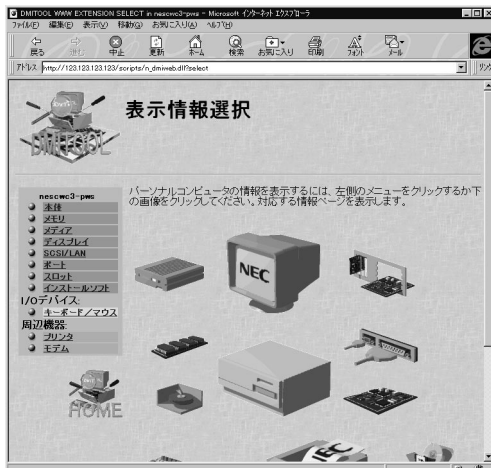 DMITOOL WWW EXTENSION SELECT in nescwc3-pws - Microsoft インターネット エクスプローラ
ファイル(F) 編集(E) 表示(V) 移動(G) お気に入り(A) ヘルプ(H)
戻る 進む 中止 更新 ホーム 検索 お気に入り 印刷 フォント メール
アドレス http://123.123.123.123/scripts/n_dmiweb.dll?select
DMITOOL
表示情報選択
パーソナルコンピュータの情報を表示するには、左側のメニューをクリックするか下
の画像をクリックしてください。対応する情報ページを表示します。
nescwc3-pws
本体
メモリ
メディア
ディスプレイ
SCSI/LAN
ポート
スロット
インストールソフト
I/Oデバイス:
キーボード/マウス
周辺機器:
プリンタ
モデム
HOME
NEC